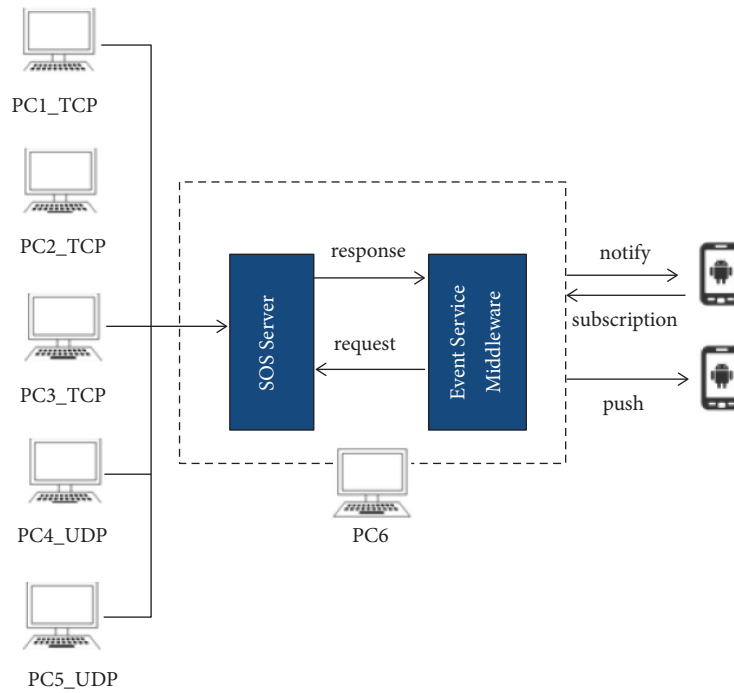 PC1_TCP
PC2_TCP
PC3_TCP
PC4_UDP
PC5_UDP
SOS Server
response
request
Event Service
Middleware
PC6
notify
subscription
push